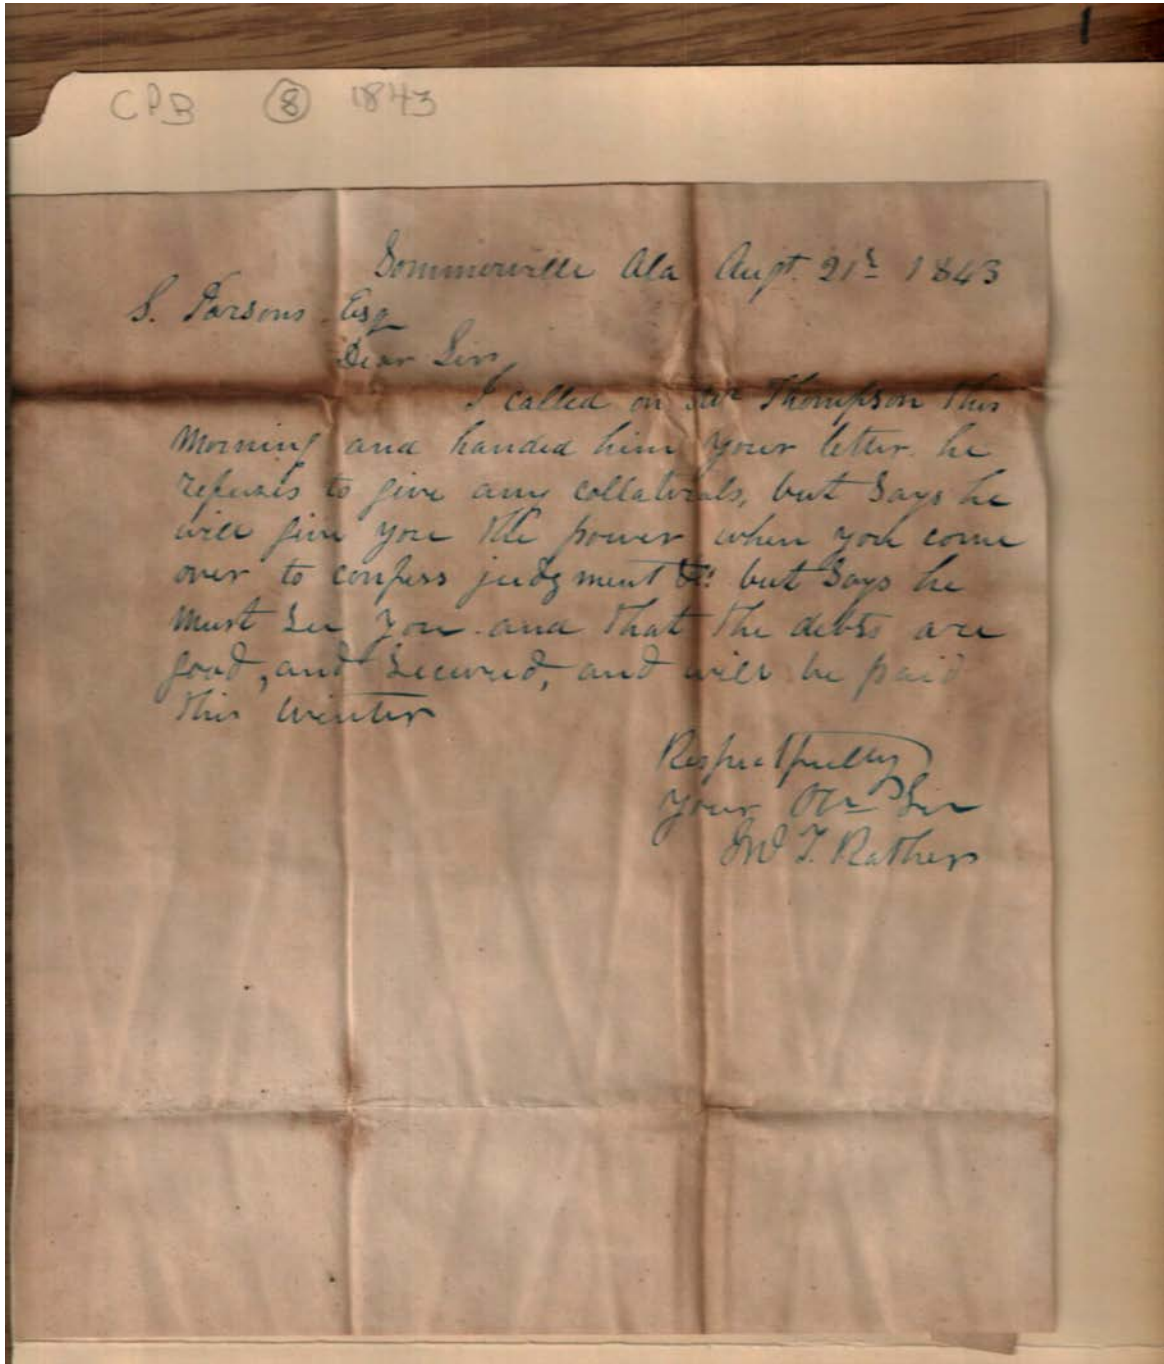 1
CPB 8 1843
Sommerville Ala Augt. 21st 1843
S. Parsons Esq
Dear Sir,
I called on Mr Thompson this
morning and handed him your letter. he
refuses to give any collaterals, but says he
will give you the power when you come
over to confess judgment &c. but says he
must see you and that the debts are
good, and secured, and will be paid
this winter
Respectfully
your Obt Ser
Jno T. Rather